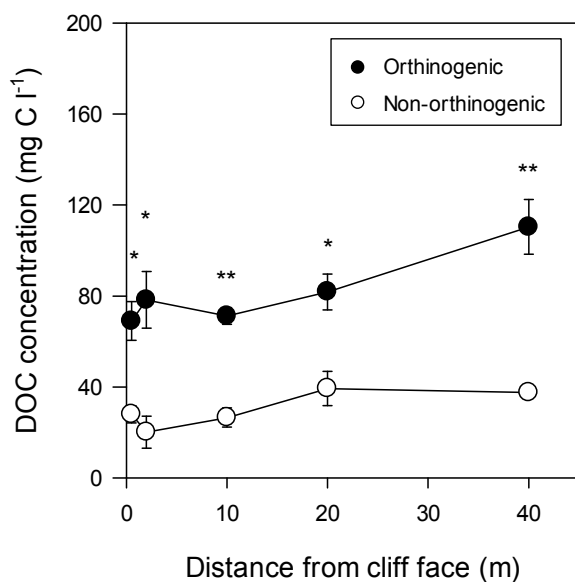 200
160
120
80
40
0
DOC concentration (mg C l⁻¹)
Orthinogenic
Non-orthinogenic
*
*
**
*
**
0 10 20 30 40
Distance from cliff face (m)